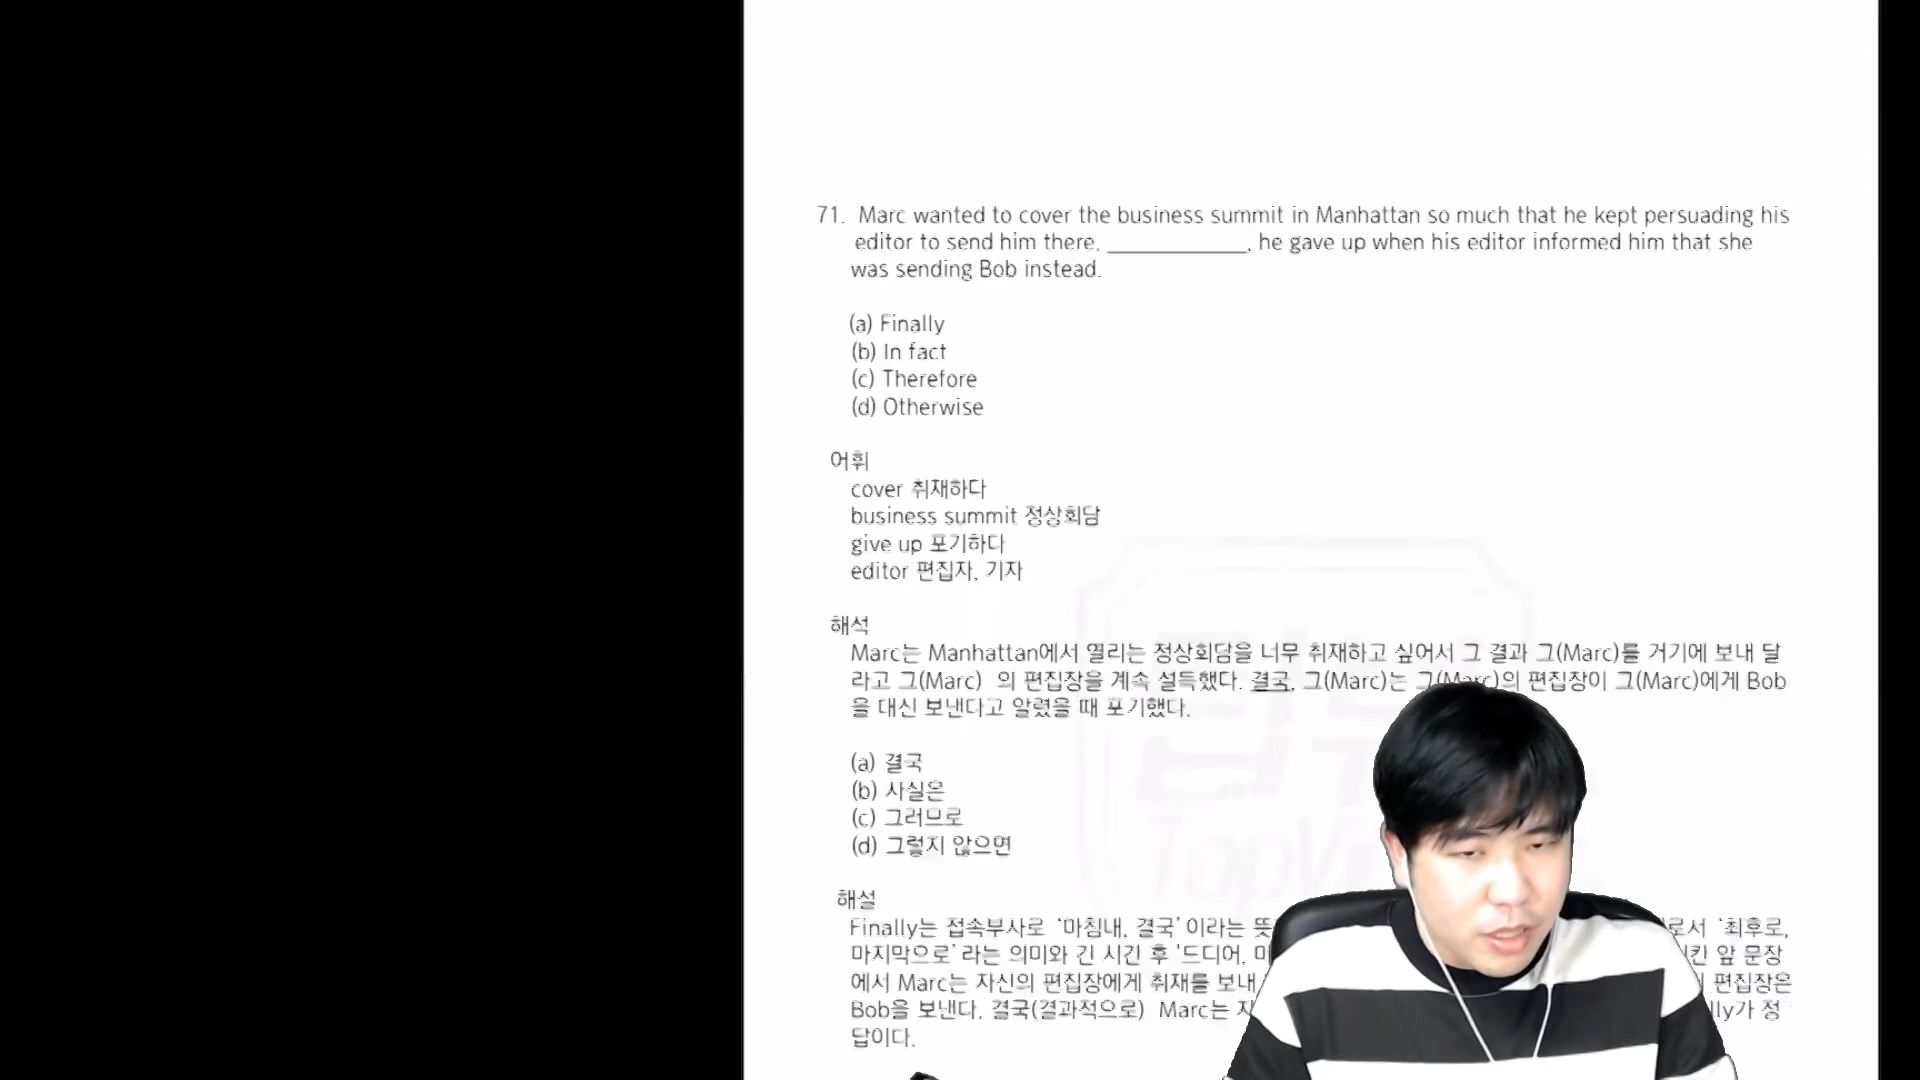 71. Marc wanted to cover the business summit in Manhattan so much that he kept persuading his
editor to send him there. ____________, he gave up when his editor informed him that she
was sending Bob instead.
(a) Finally
(b) In fact
(c) Therefore
(d) Otherwise
어휘
cover 취재하다
business summit 정상회담
give up 포기하다
editor 편집자, 기자
해석
Marc는 Manhattan에서 열리는 정상회담을 너무 취재하고 싶어서 그 결과 그(Marc)를 거기에 보내 달
라고 그(Marc) 의 편집장을 계속 설득했다. 결국, 그(Marc)는 그(Marc)의 편집장이 그(Marc)에게 Bob
을 대신 보낸다고 알렸을 때 포기했다.
(a) 결국
(b) 사실은
(c) 그러므로
(d) 그렇지 않으면
해설
Finally는 접속부사로 '마침내, 결국' 이라는 뜻 로서 '최후로,
마지막으로' 라는 의미와 긴 시간 후 '드디어, 킨 앞 문장
에서 Marc는 자신의 편집장에게 취재를 보내 편집장은
Bob을 보낸다. 결국(결과적으로) Marc는 lly가 정
답이다.
TopV